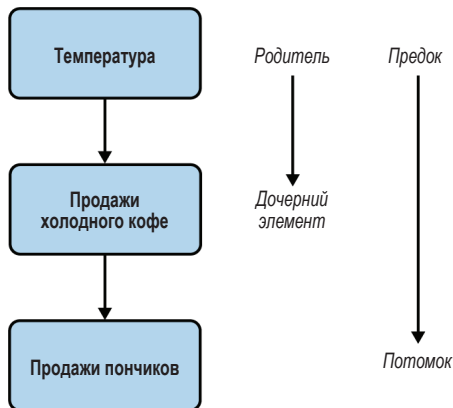 Температура
Родитель
Предок
Продажи
холодного кофе
Дочерний
элемент
Продажи пончиков
Потомок